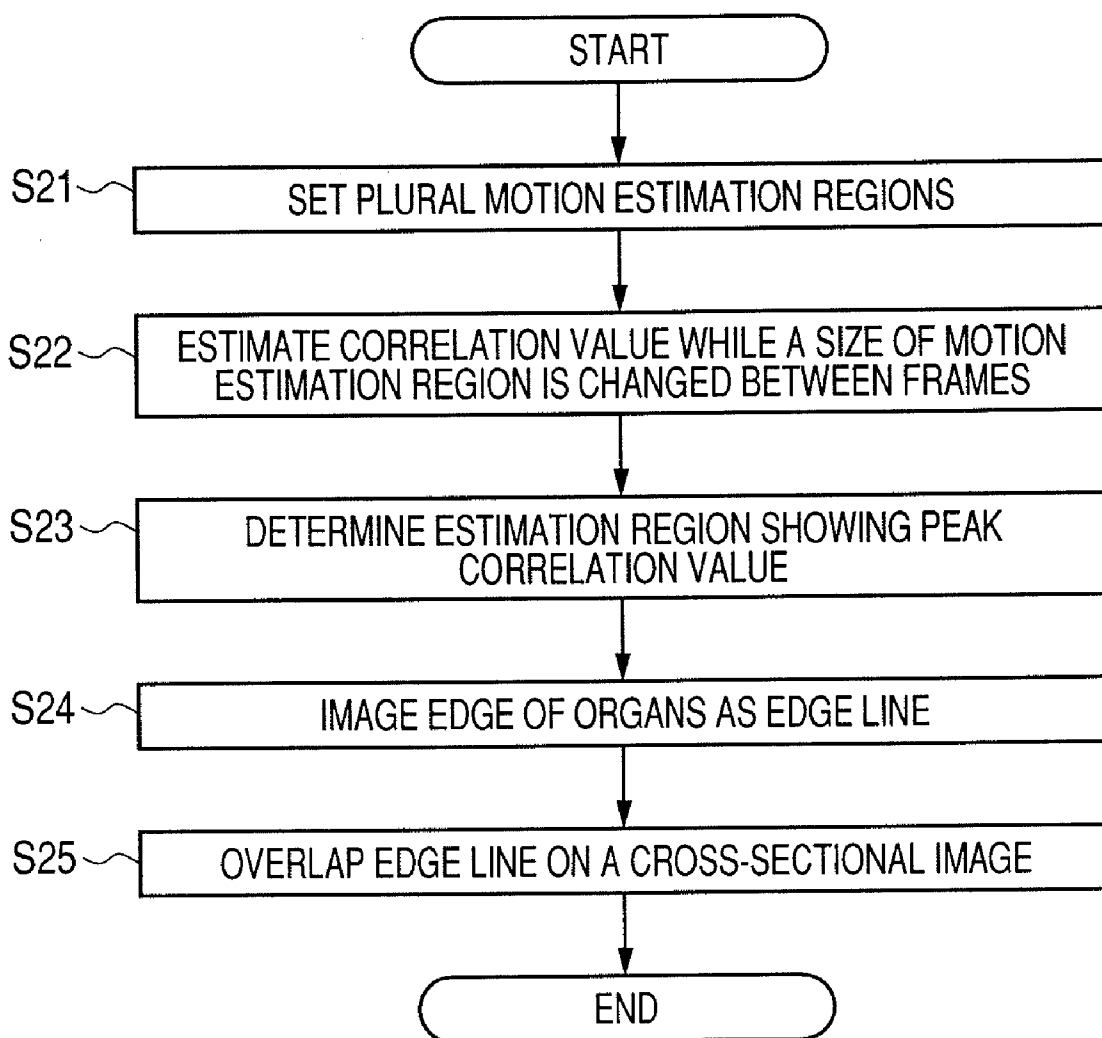 START
S21
SET PLURAL MOTION ESTIMATION REGIONS
S22
ESTIMATE CORRELATION VALUE WHILE A SIZE OF MOTION
ESTIMATION REGION IS CHANGED BETWEEN FRAMES
S23
DETERMINE ESTIMATION REGION SHOWING PEAK
CORRELATION VALUE
S24
IMAGE EDGE OF ORGANS AS EDGE LINE
S25
OVERLAP EDGE LINE ON A CROSS-SECTIONAL IMAGE
END